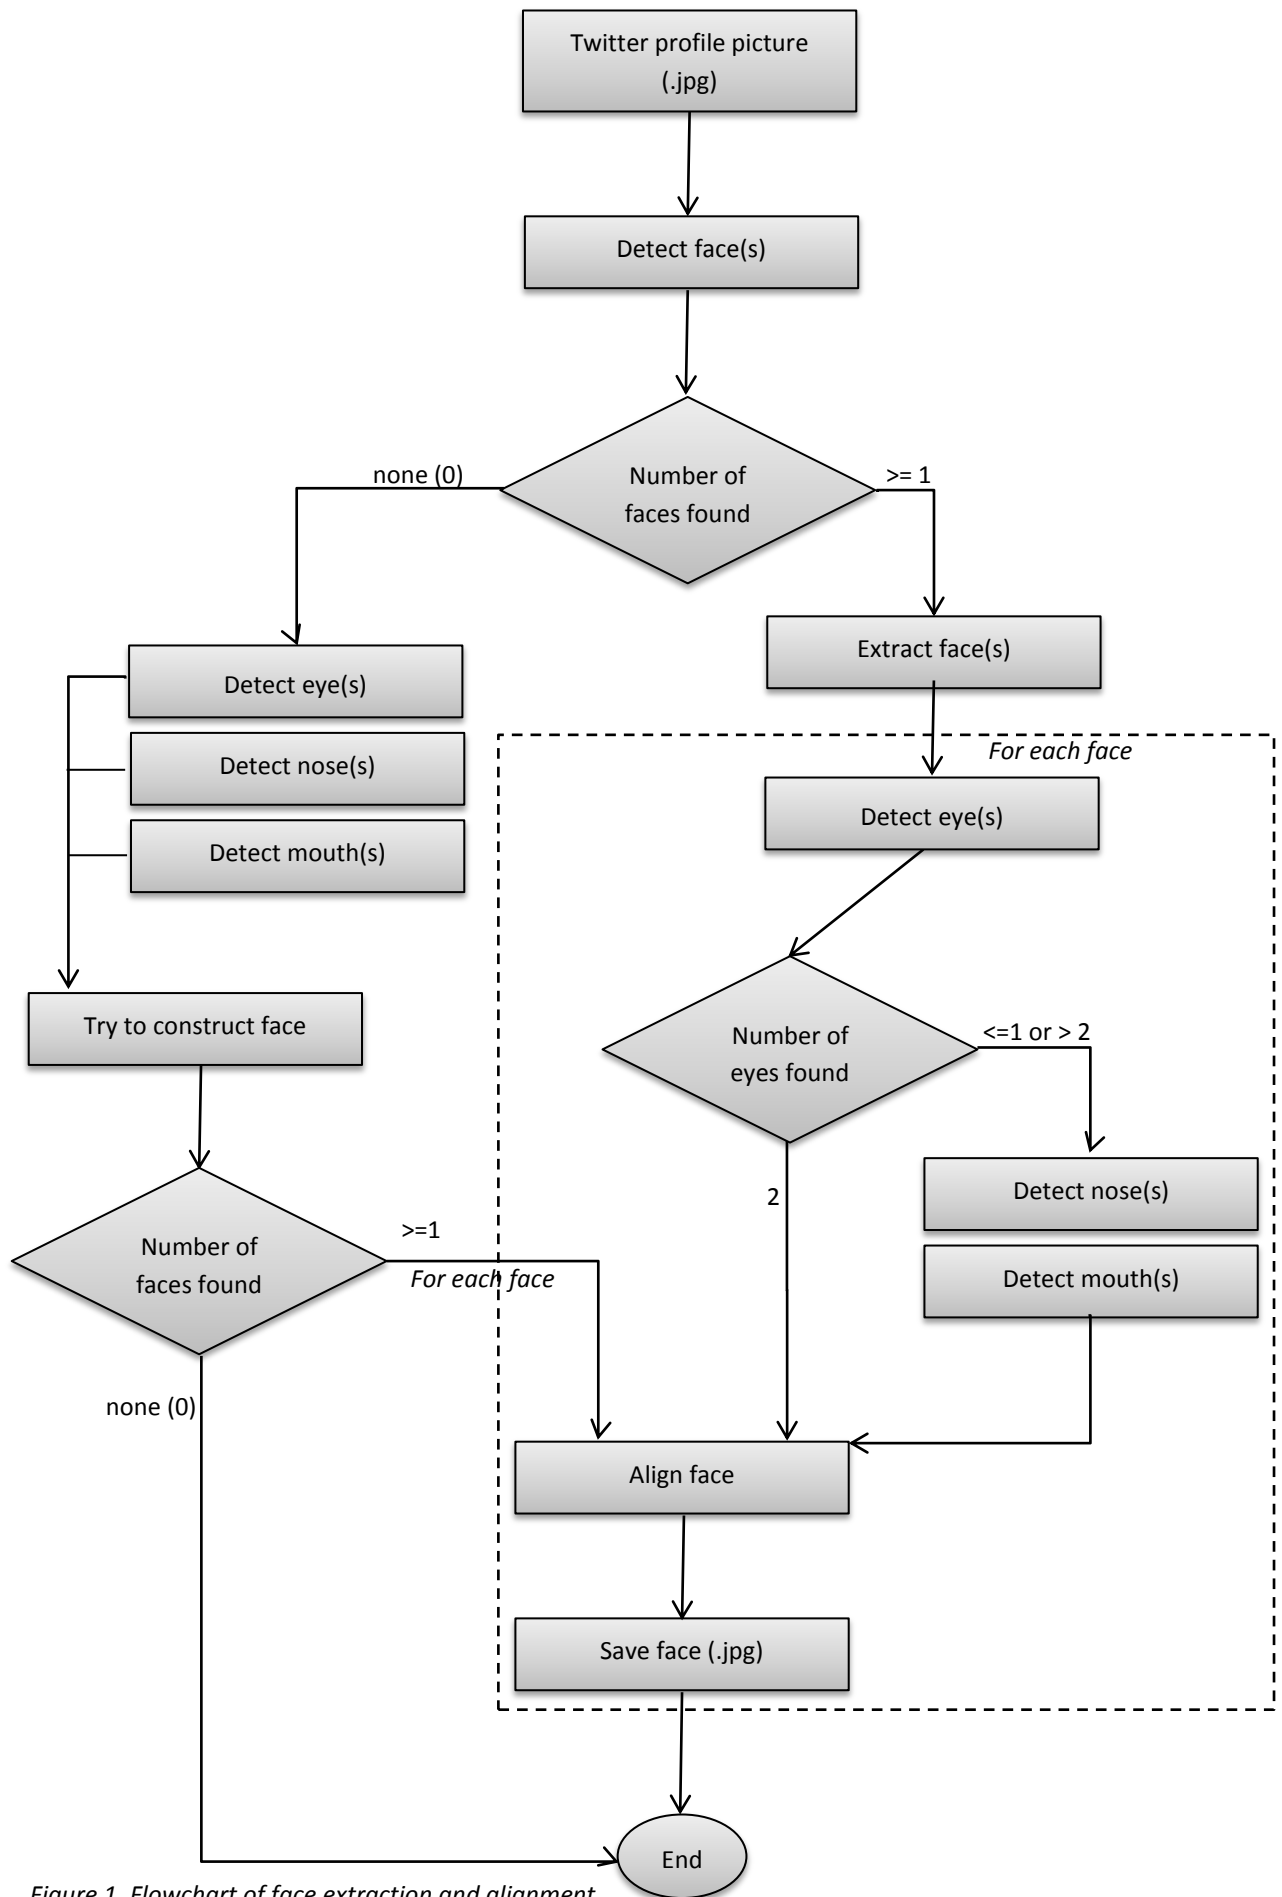 Twitter profile picture
(.jpg)
Detect face(s)
Number of
faces found
none (0)
>= 1
Extract face(s)
Detect eye(s)
Detect nose(s)
Detect mouth(s)
For each face
Detect eye(s)
Try to construct face
Number of
eyes found
<=1 or > 2
2
Detect nose(s)
Detect mouth(s)
Number of
faces found
>=1
For each face
none (0)
Align face
Save face (.jpg)
End
Figure 1. Flowchart of face extraction and alignment